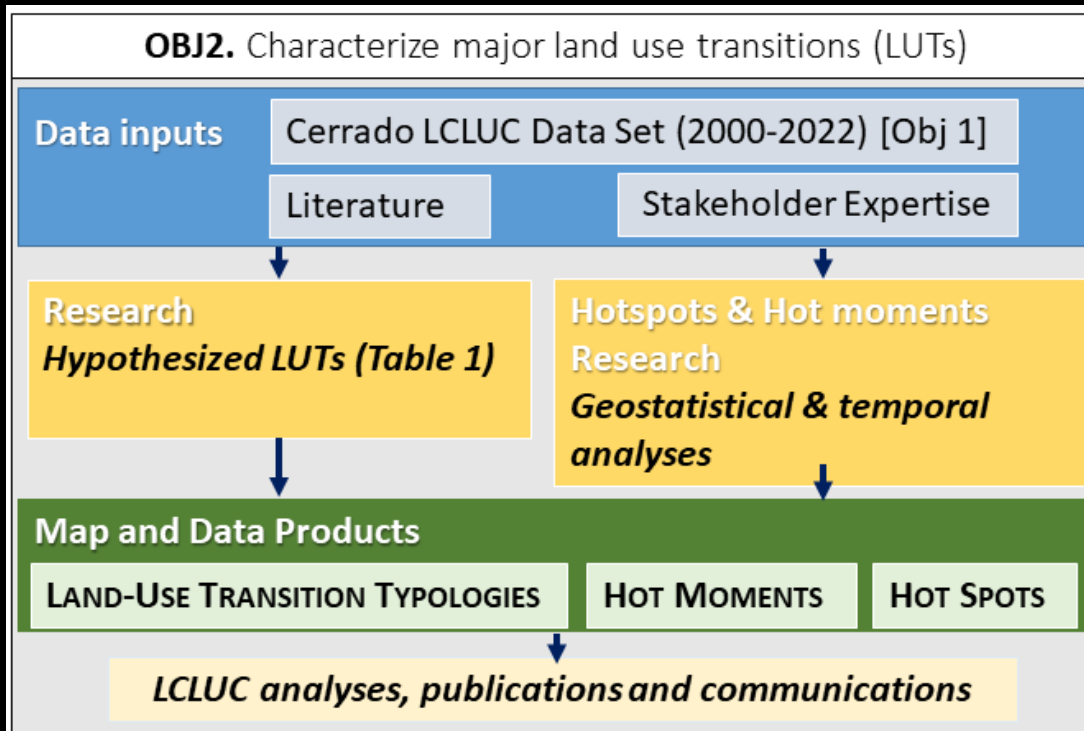 OBJ2. Characterize major land use transitions (LUTs)
Data inputs
Cerrado LCLUC Data Set (2000-2022) [Obj 1]
Literature
Stakeholder Expertise
Research
Hypothesized LUTs (Table 1)
Hotspots & Hot moments
Research
Geostatistical & temporal
analyses
Map and Data Products
LAND-USE TRANSITION TYPOLOGIES
HOT MOMENTS
HOT SPOTS
LCLUC analyses, publications and communications